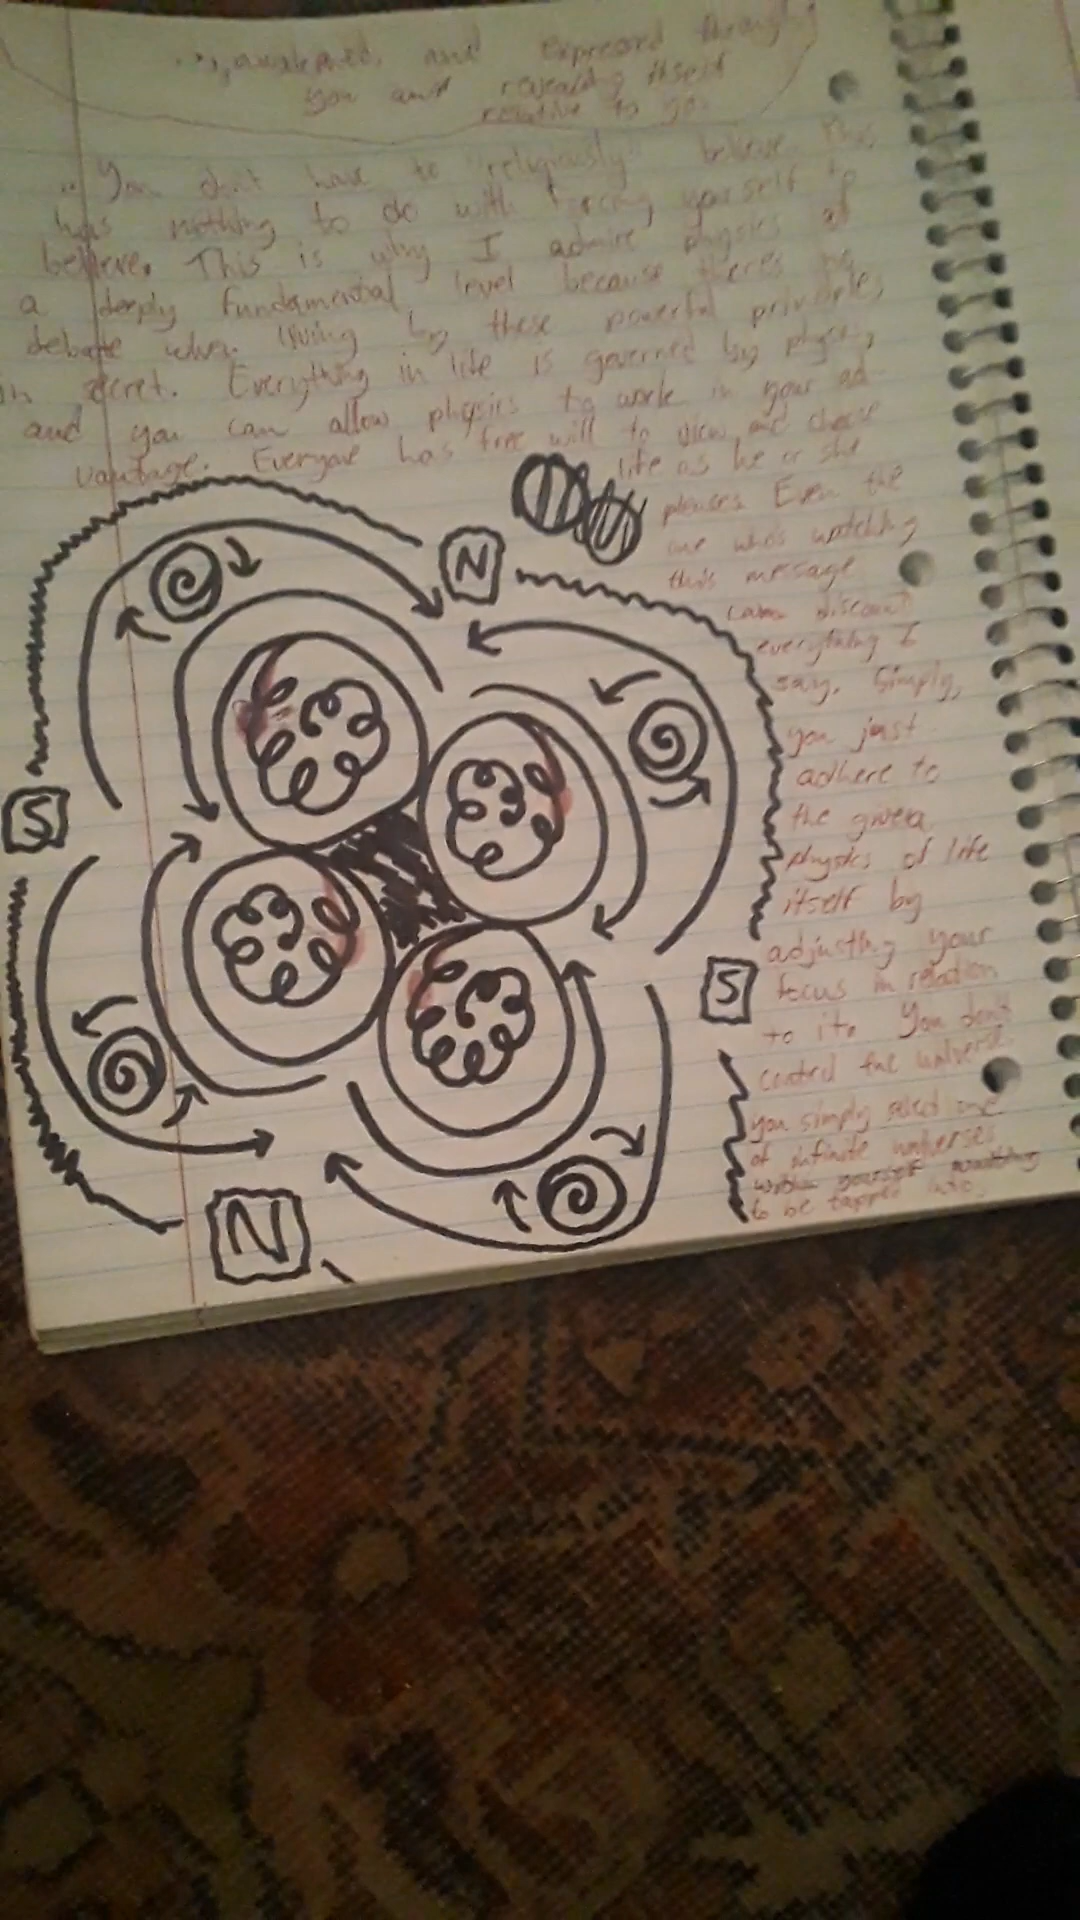 awakened, and expressed through
you and revealing itself
relative to you
"You don't have to "religiously" believe. This
has nothing to do with forcing yourself to
believe. This is why I admire physics at
a deeply fundamental level because theres no
debate when living by these powerful principles,
in secret. Everything in life is governed by physics,
and you can allow physics to work in your ad-
vantage. Everyone has free will to view and choose
life as he or she
pleases. Even the
one who's watching
this message
can discount
everything I
say. Simply,
you just
adhere to
the given
physics of life
itself by
adjusting your
focus in relation
to it. You don't
control the universe.
you simply select one
of infinite universes
within yourself
to be tapped into.
N
S
S
N